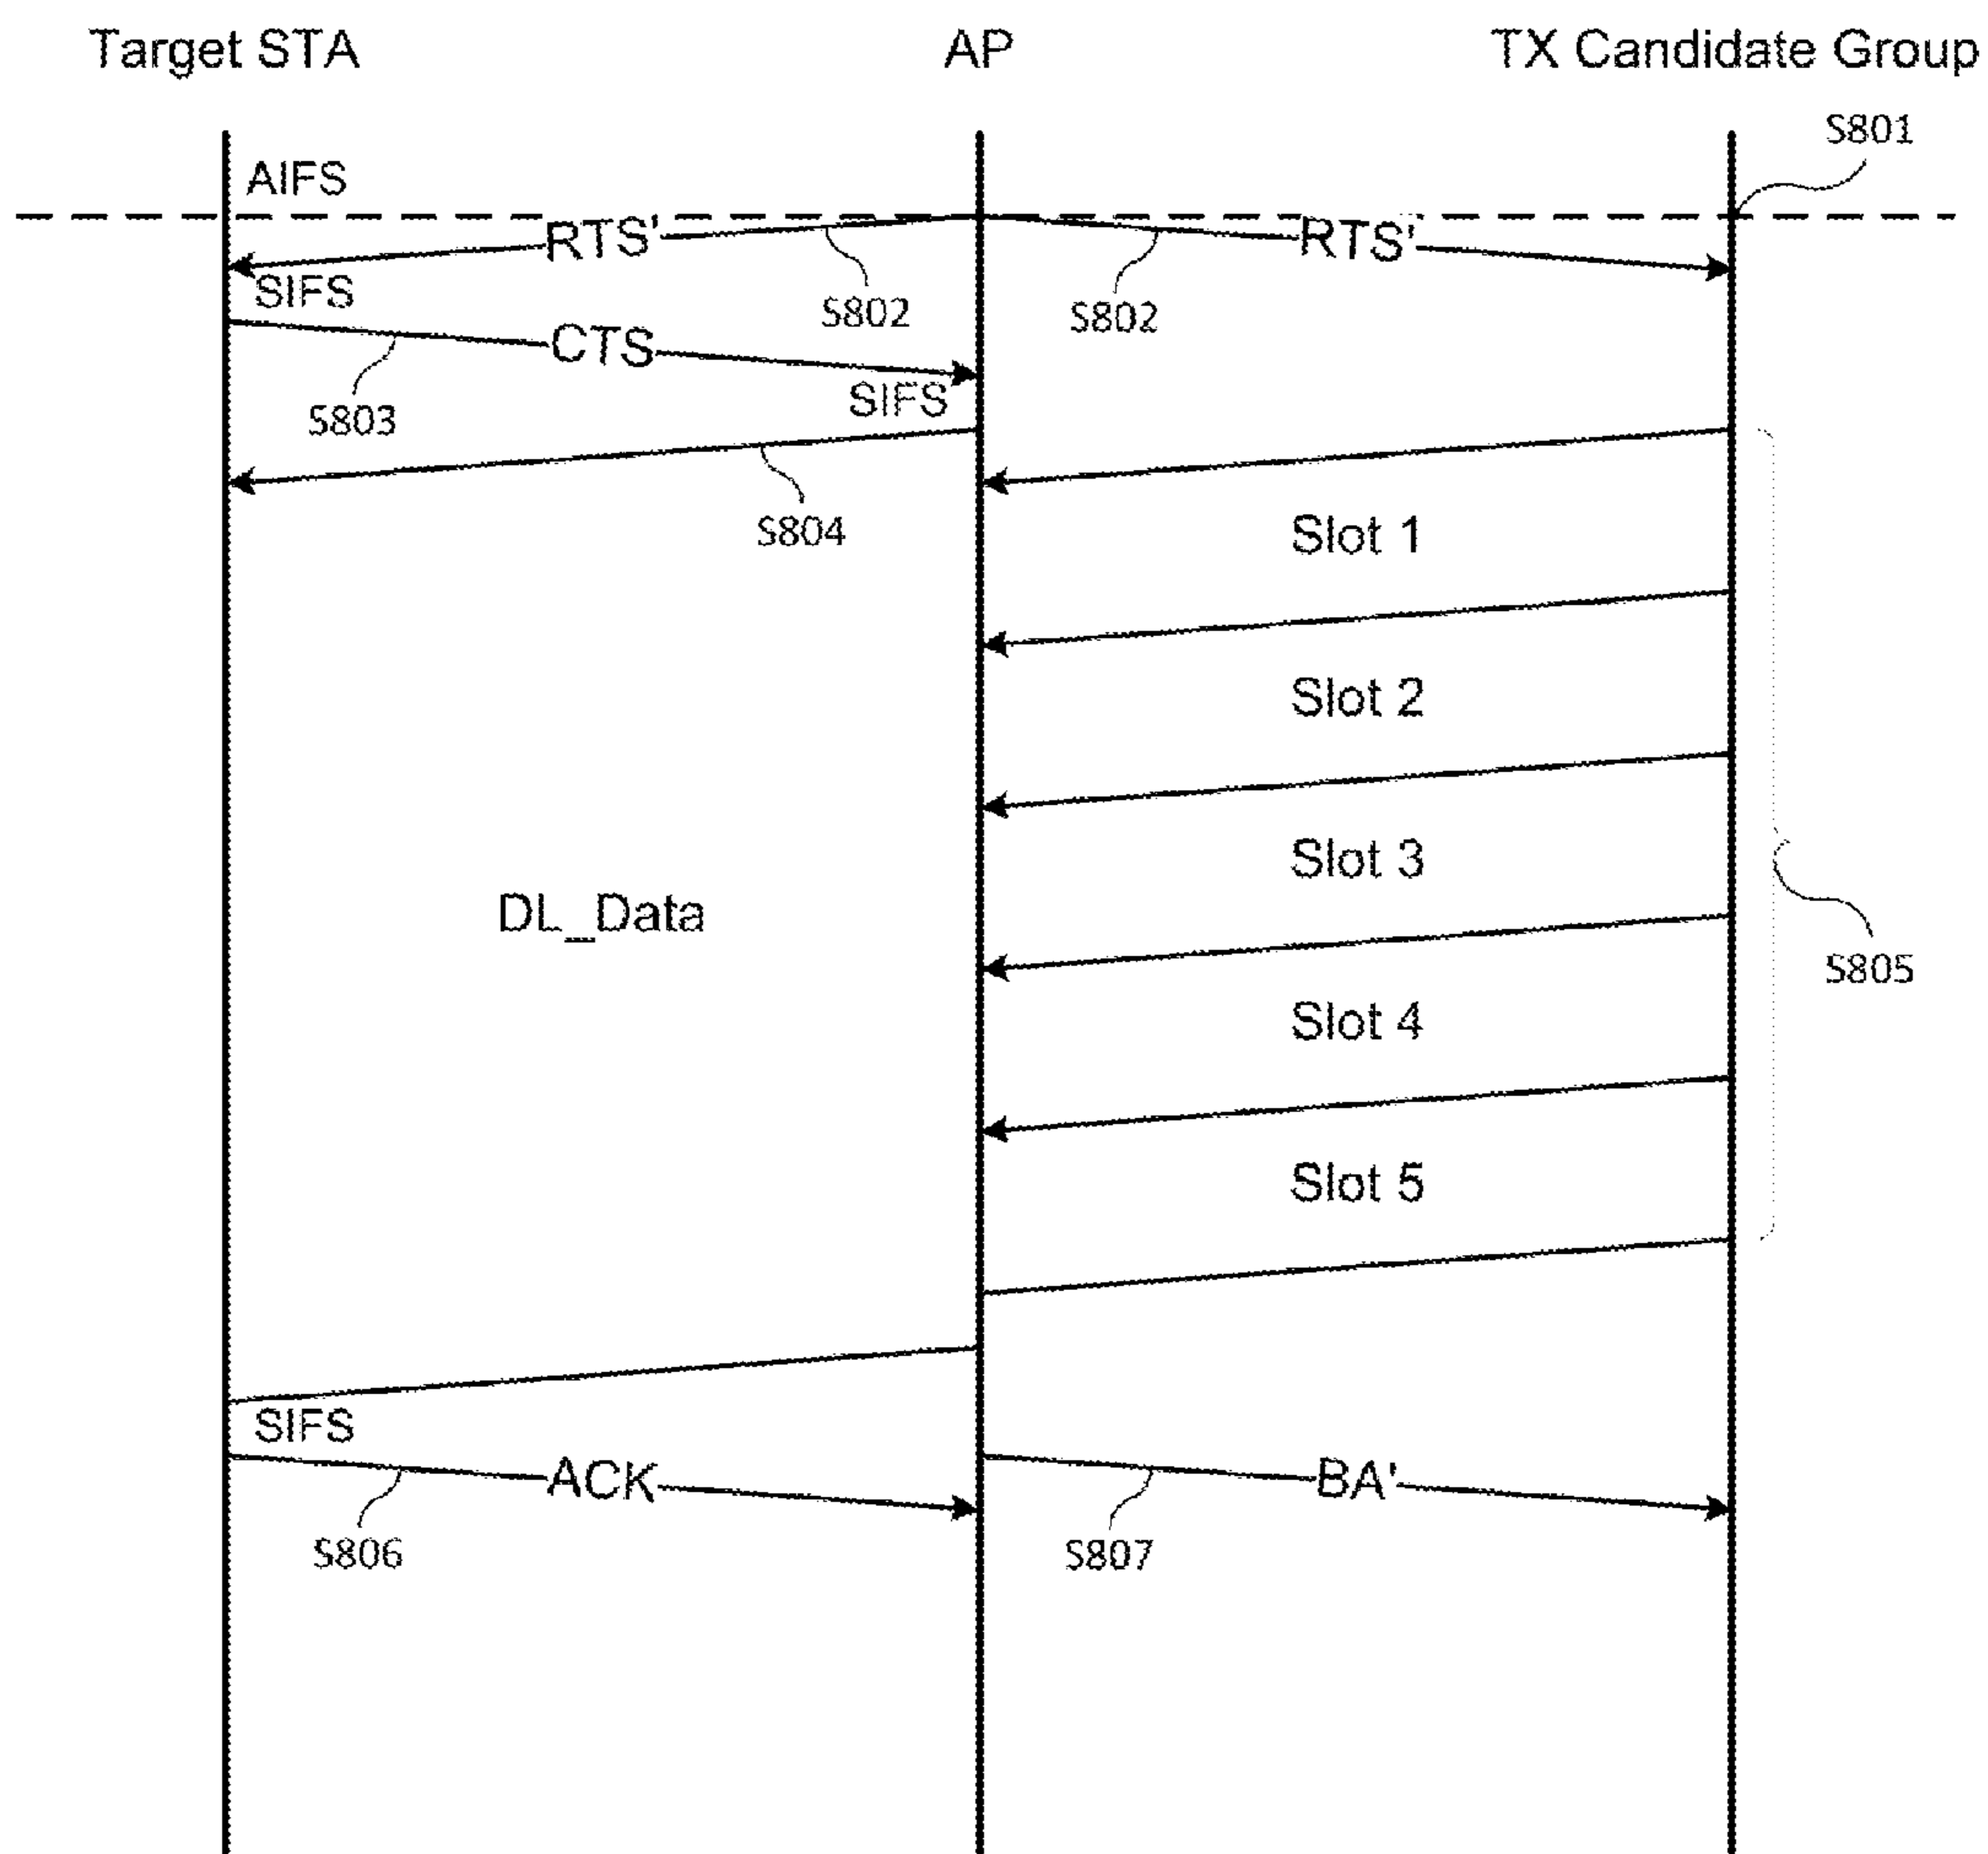 Target STA
AP
TX Candidate Group
S801
AIFS
RTS'
RTS'
SIFS
S802
S802
CTS
SIFS
S803
S804
Slot 1
Slot 2
Slot 3
DL_Data
S805
Slot 4
Slot 5
SIFS
ACK
BA'
S806
S807